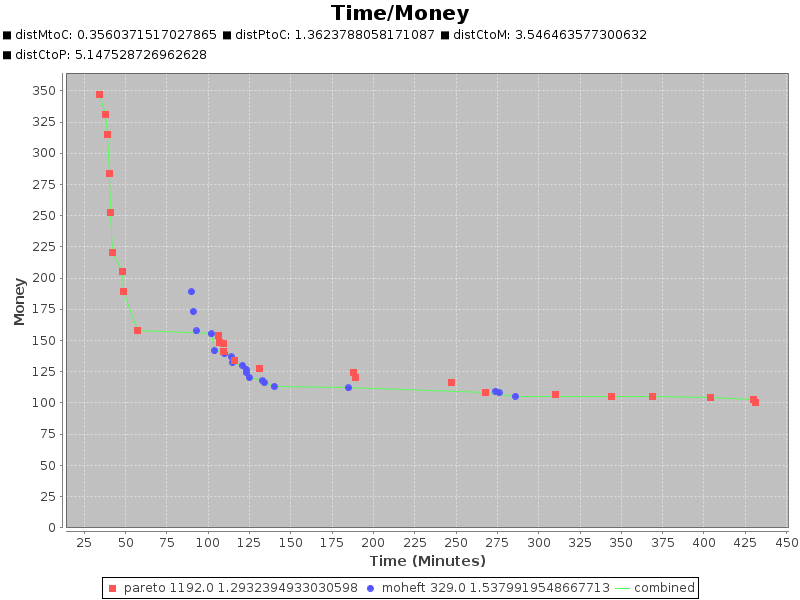 Time/Money
distMtoC: 0.3560371517027865 distPtoC: 1.3623788058171087 distCtoM: 3.546463577300632
distCtoP: 5.147528726962628
350
325
300
275
250
225
200
175
150
125
100
75
50
25
0
Money
25 50 75 100 125 150 175 200 225 250 275 300 325 350 375 400 425 450
Time (Minutes)
pareto 1192.0 1.2932394933030598 moheft 329.0 1.5379919548667713 combined